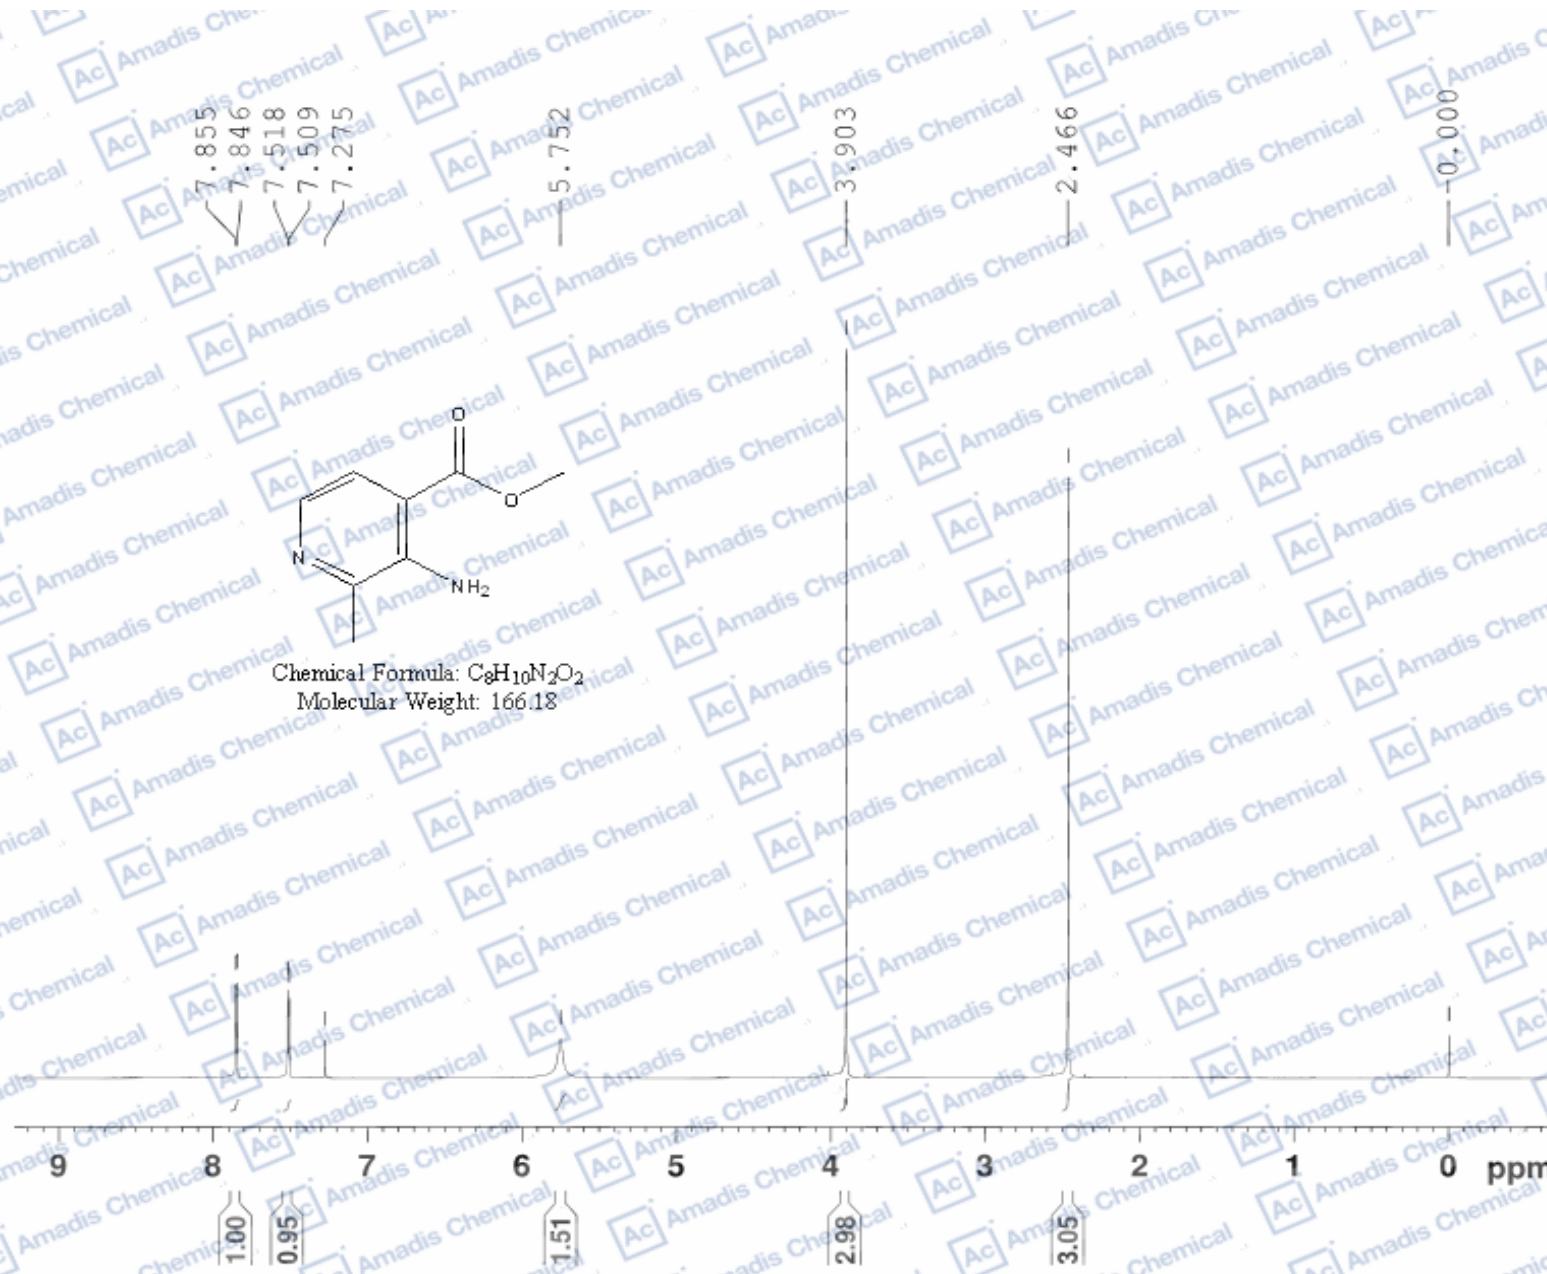 7.855
7.846
7.518
7.509
7.275
5.752
3.903
2.466
-0.000
O
O
N
NH2
Chemical Formula: C8H10N2O2
Molecular Weight: 166.18
9 8 7 6 5 4 3 2 1 0 ppm
1.00
0.95
1.51
2.98
3.05
Ac Amadis Chemical